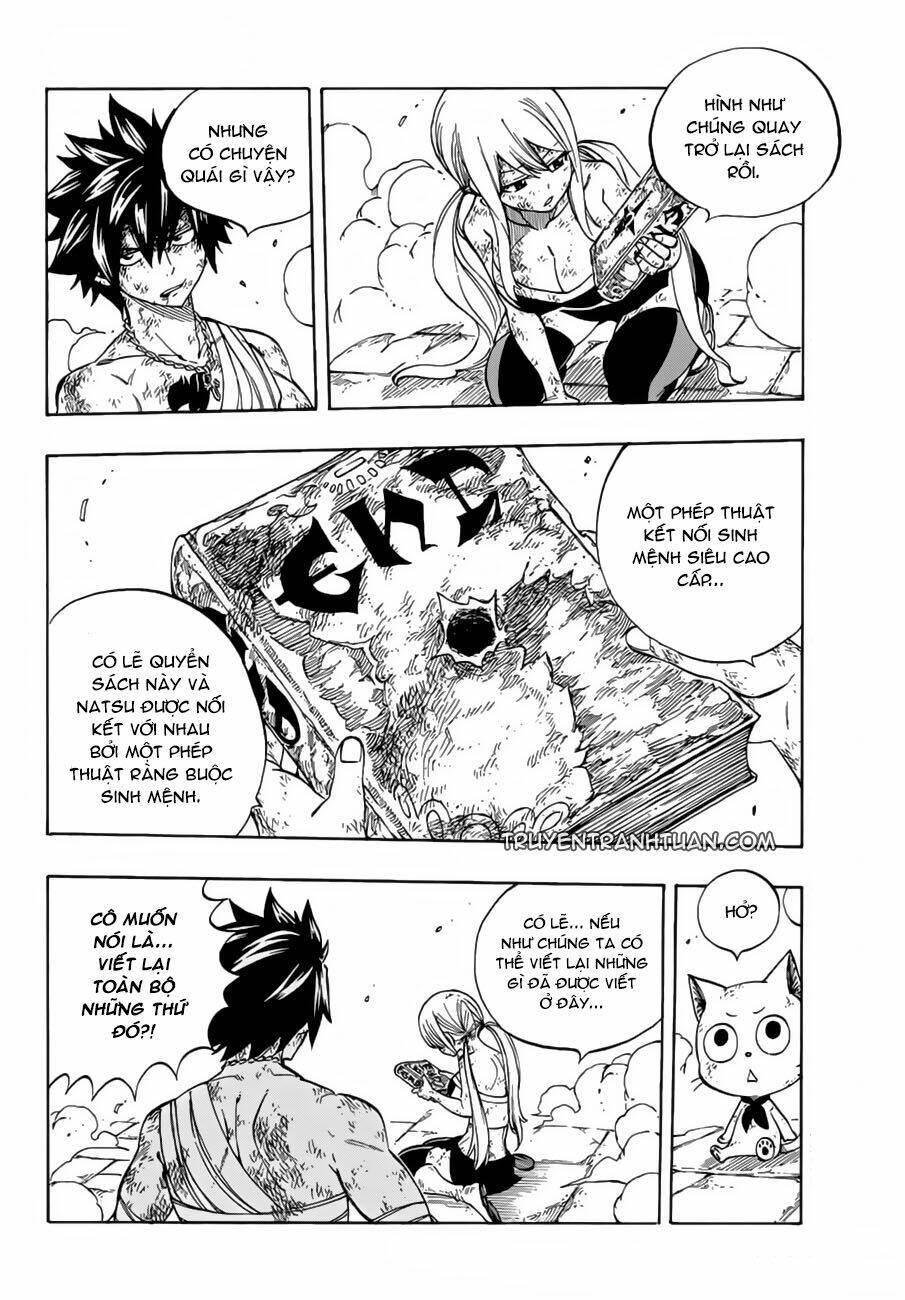 HÌNH NHƯ
CHÚNG QUAY
TRỞ LẠI SÁCH
RỒI.
NHƯNG
CÓ CHUYỆN
QUÁI GÌ VẬY?
MỘT PHÉP THUẬT
KẾT NỐI SINH
MỆNH SIÊU CAO
CẤP...
END
CÓ LẼ QUYỂN
SÁCH NÀY VÀ
NATSU ĐƯỢC NỐI
KẾT VỚI NHAU
BỞI MỘT PHÉP
THUẬT RẰNG BUỘC
SINH MỆNH.
TRUYENTRANHTUAN.COM
HỞ?
CÓ LẼ... NẾU
NHƯ CHÚNG TA CÓ
THỂ VIẾT LẠI NHỮNG
GÌ ĐÃ ĐƯỢC VIẾT
Ở ĐÂY...
CÔ MUỐN
NÓI LÀ...
VIẾT LẠI
TOÀN BỘ
NHỮNG THỨ
ĐÓ?!